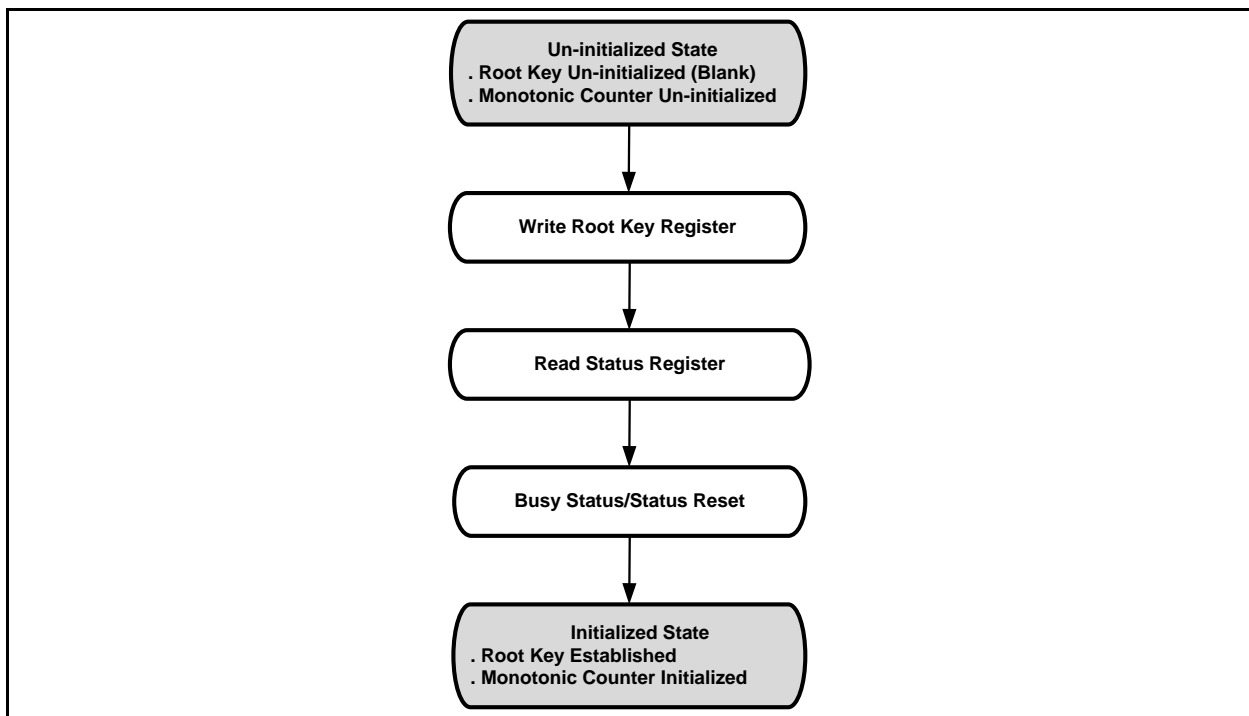 Un-initialized State
. Root Key Un-initialized (Blank)
. Monotonic Counter Un-initialized
Write Root Key Register
Read Status Register
Busy Status/Status Reset
Initialized State
. Root Key Established
. Monotonic Counter Initialized